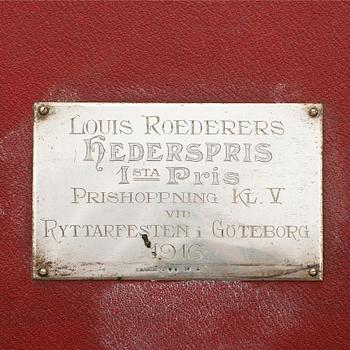 LOUIS ROEDERERS
HEDERSPRIS
1STA PRIS
PRISHOPPNING KL. V
VID
RYTTARFESTEN I GÖTEBORG
1916